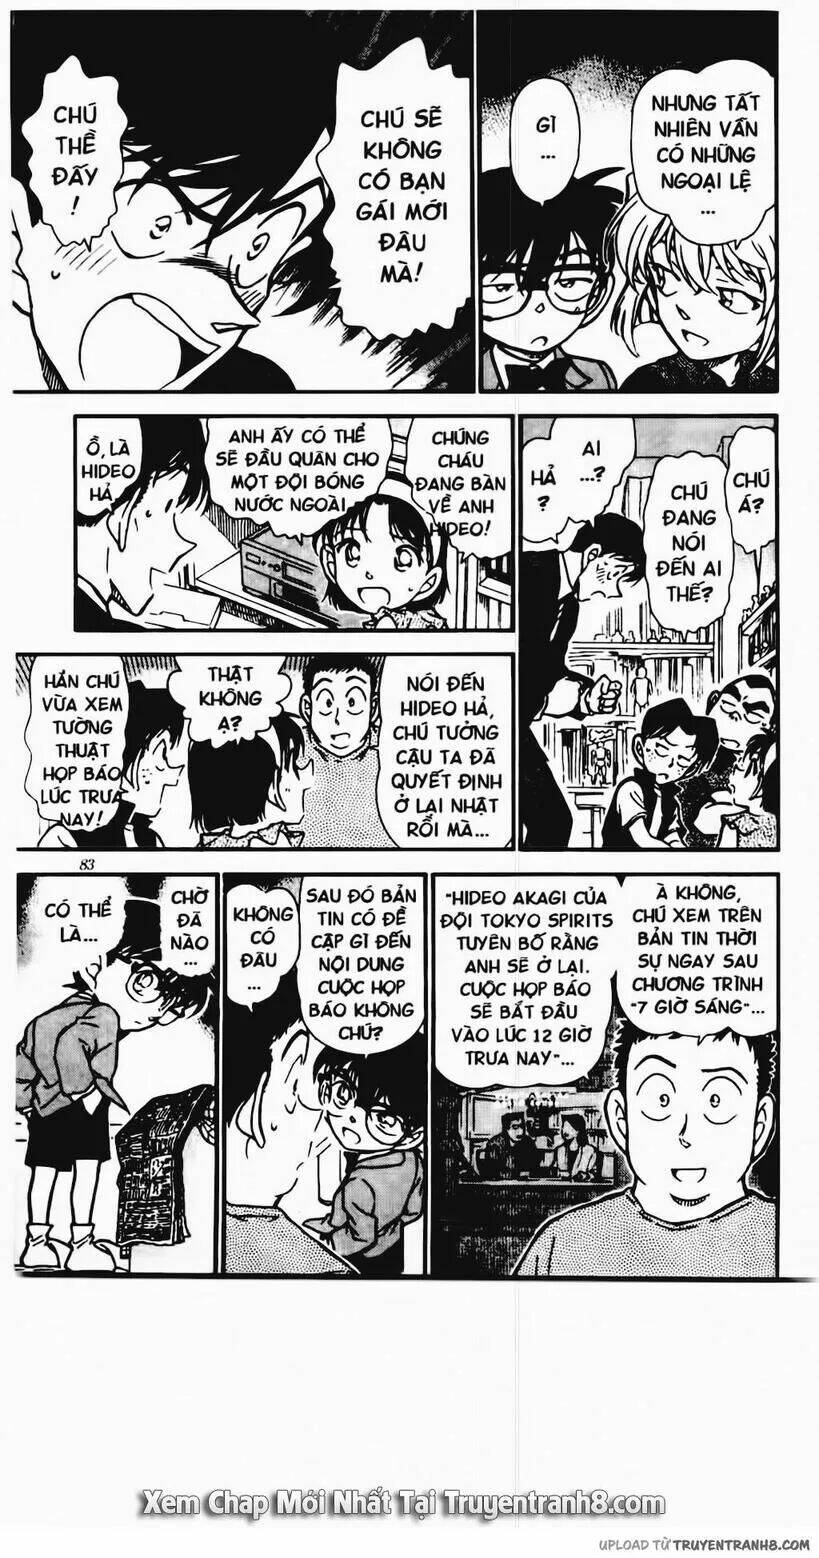 NHƯNG TẤT
NHIÊN VẪN
CÓ NHỮNG
NGOẠI LỆ
...
GÌ
...
CHÚ SẼ
KHÔNG
CÓ BẠN
GÁI MỚI
ĐÂU
MÀ!
CHÚ
THỀ
ĐẤY
!
CHÚ
Á?
CHÚ
ĐANG
NÓI
ĐẾN AI
THẾ?
AI
...?
HẢ
?
CHÚNG
CHÁU
ĐANG BÀN
VỀ ANH
HIDEO!
ANH ẤY CÓ THỂ
SẼ ĐẦU QUÂN CHO
MỘT ĐỘI BÓNG
NƯỚC NGOÀI
Ồ, LÀ
HIDEO
HẢ
NÓI ĐẾN
HIDEO HẢ,
CHÚ TƯỞNG
CẬU TA ĐÃ
QUYẾT ĐỊNH
Ở LẠI NHẬT
RỒI MÀ...
THẬT
KHÔNG
Ạ?
HẲN CHÚ
VỪA XEM
TƯỜNG
THUẬT
HỌP BÁO
LÚC TRƯA
NAY!
83
À KHÔNG,
CHÚ XEM TRÊN
BẢN TIN THỜI
SỰ NGAY SAU
CHƯƠNG TRÌNH
"7 GIỜ SÁNG"...
"HIDEO AKAGI CỦA
ĐỘI TOKYO SPIRITS
TUYÊN BỐ RẰNG
ANH SẼ Ở LẠI.
CUỘC HỌP BÁO
SẼ BẮT ĐẦU
VÀO LÚC 12 GIỜ
TRƯA NAY"...
SAU ĐÓ BẢN
TIN CÓ ĐỀ
CẬP GÌ ĐẾN
NỘI DUNG
CUỘC HỌP
BÁO KHÔNG
CHÚ?
KHÔNG
CÓ
ĐÂU
...
CHỜ
ĐÃ
NÀO
...
CÓ THỂ
LÀ...
Xem Chap Mới Nhất Tại Truyentranh8.com
UPLOAD TỪ TRUYENTRANH8.COM